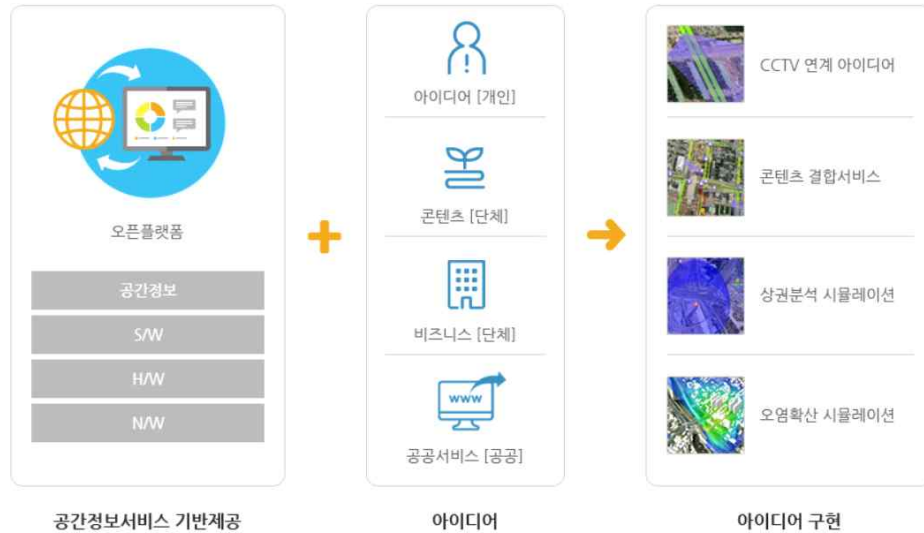 오픈플랫폼
공간정보
S/W
H/W
N/W
공간정보서비스 기반제공
아이디어 [개인]
콘텐츠 [단체]
비즈니스 [단체]
www
공공서비스 [공공]
아이디어
CCTV 연계 아이디어
콘텐츠 결합서비스
상권분석 시뮬레이션
오염확산 시뮬레이션
아이디어 구현